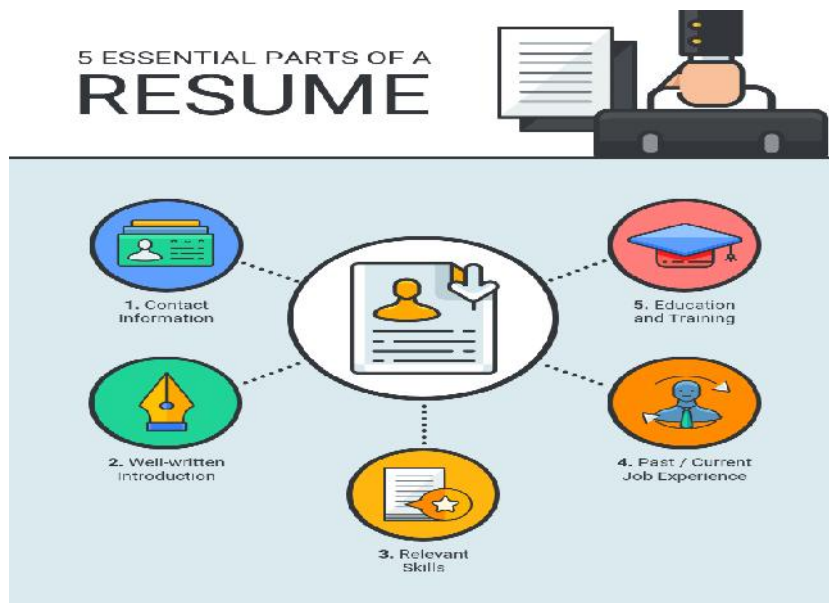 5 ESSENTIAL PARTS OF A
RESUME
1. Contact
Information
2. Well-written
Introduction
3. Relevant
Skills
4. Past / Current
Job Experience
5. Education
and Training